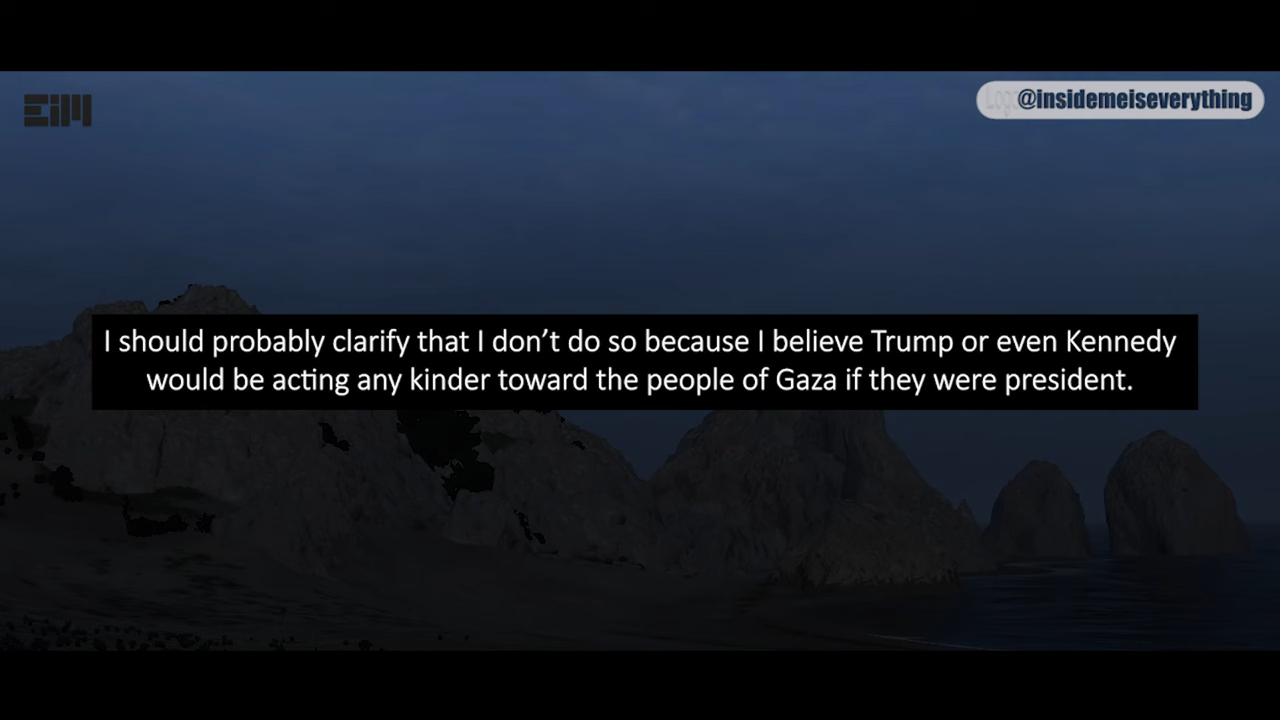 EiM
@insidemeiseverything
I should probably clarify that I don’t do so because I believe Trump or even Kennedy
would be acting any kinder toward the people of Gaza if they were president.